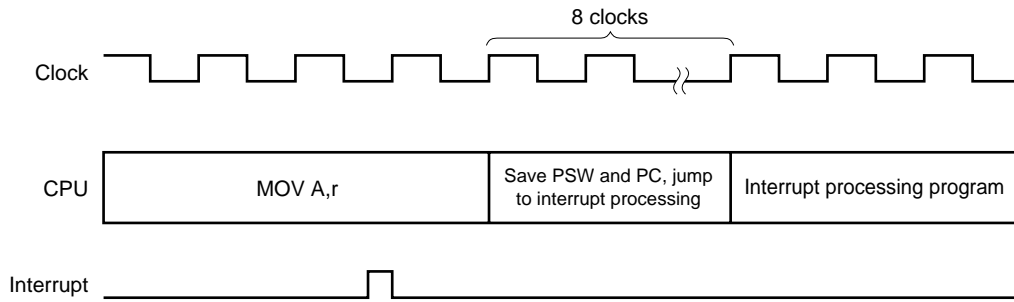 8 clocks
Clock
CPU
MOV A,r
Save PSW and PC, jump
to interrupt processing
Interrupt processing program
Interrupt